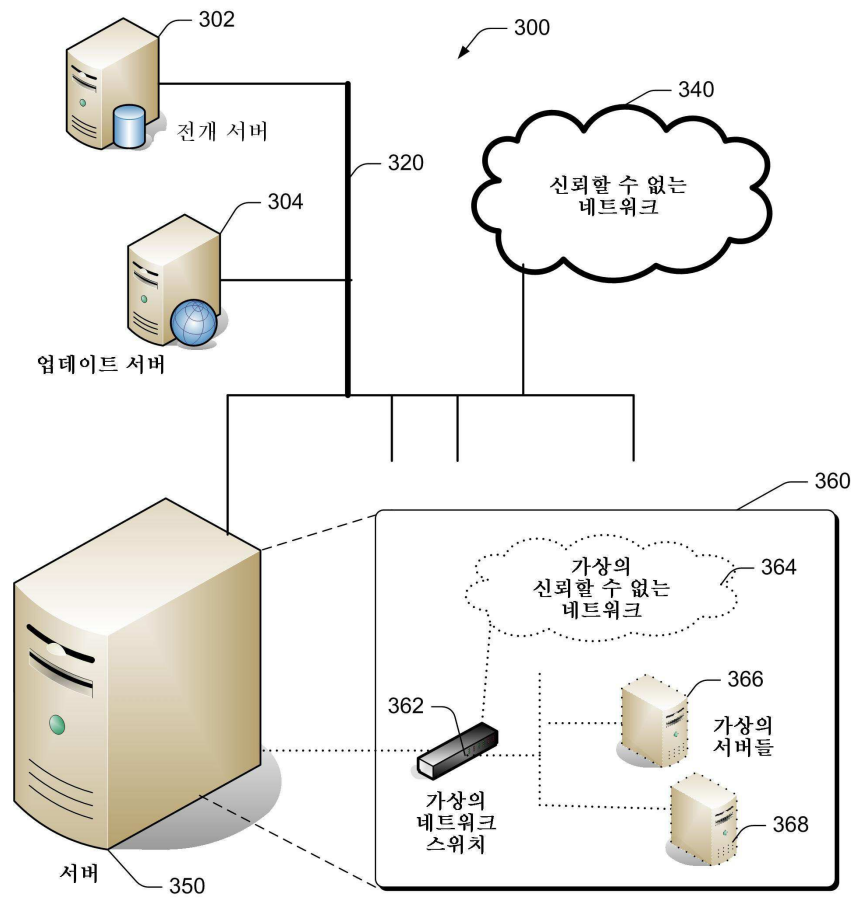 302
전개 서버
300
340
신뢰할 수 없는
네트워크
320
304
업데이트 서버
360
가상의
신뢰할 수 없는
네트워크
364
366
362
가상의
서버들
가상의
네트워크
스위치
368
서버
350